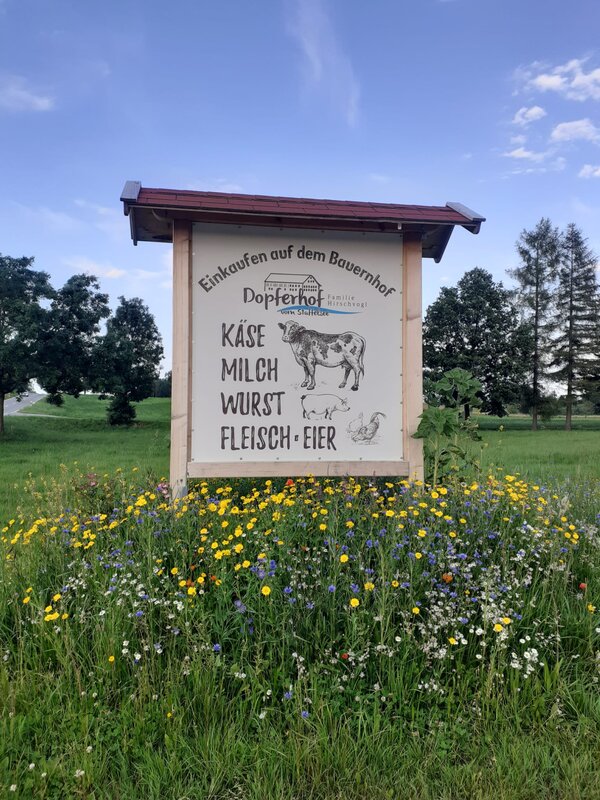 Einkaufen auf dem Bauernhof
Dopferhof Familie Hirschvogl
vom Staffelsee
KÄSE
MILCH
WURST
FLEISCH • EIER